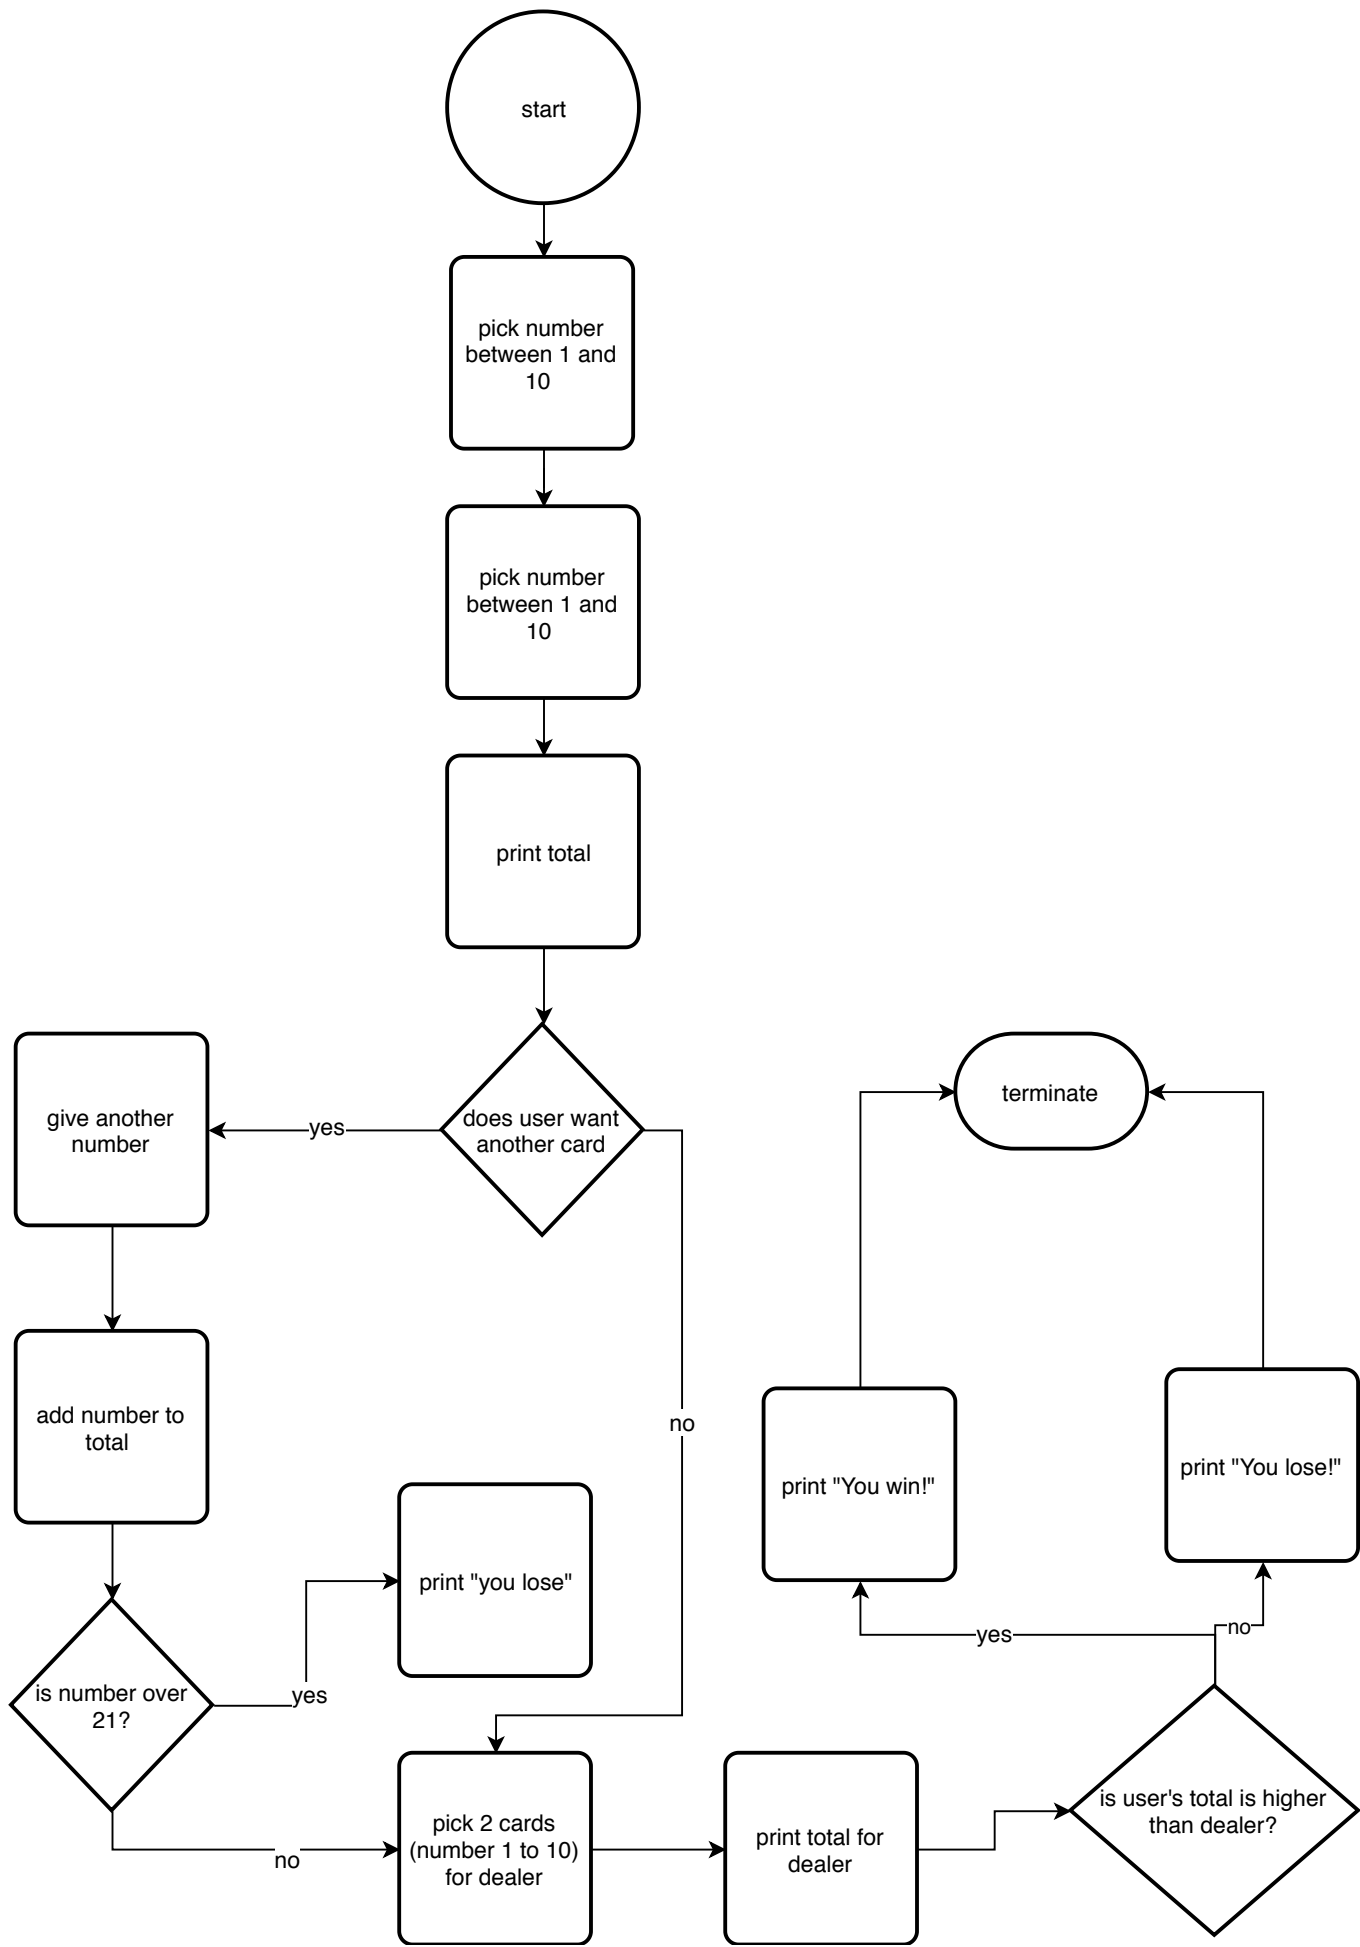 start
pick number
between 1 and
10
pick number
between 1 and
10
print total
does user want
another card
yes
give another
number
add number to
total
is number over
21?
yes
print "you lose"
no
no
pick 2 cards
(number 1 to 10)
for dealer
print total for
dealer
is user's total is higher
than dealer?
yes
no
print "You win!"
print "You lose!"
terminate